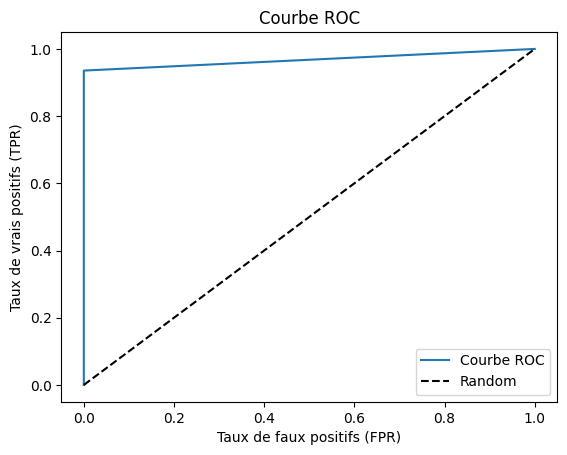 Courbe ROC
Taux de vrais positifs (TPR)
1.0
0.8
0.6
0.4
0.2
0.0
Courbe ROC
Random
0.0 0.2 0.4 0.6 0.8 1.0
Taux de faux positifs (FPR)